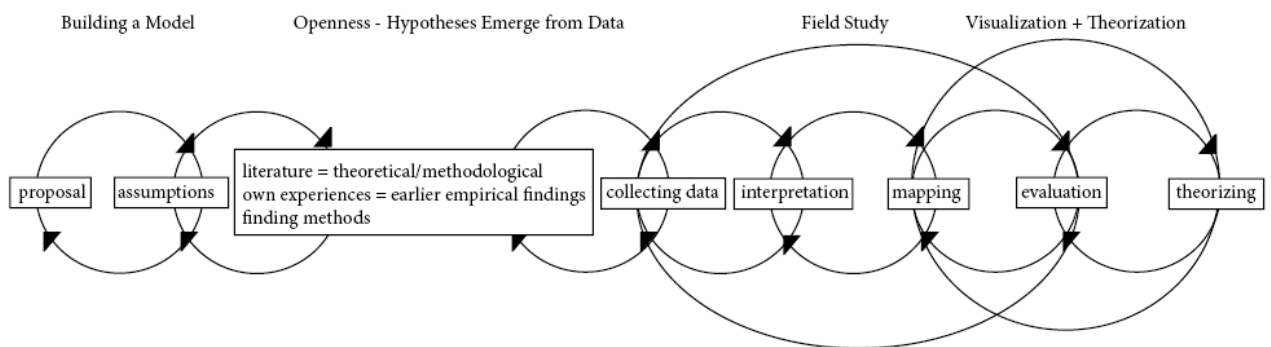 Building a Model
Openness - Hypotheses Emerge from Data
Field Study
Visualization + Theorization
proposal
assumptions
literature = theoretical/methodological
own experiences = earlier empirical findings
finding methods
collecting data
interpretation
mapping
evaluation
theorizing